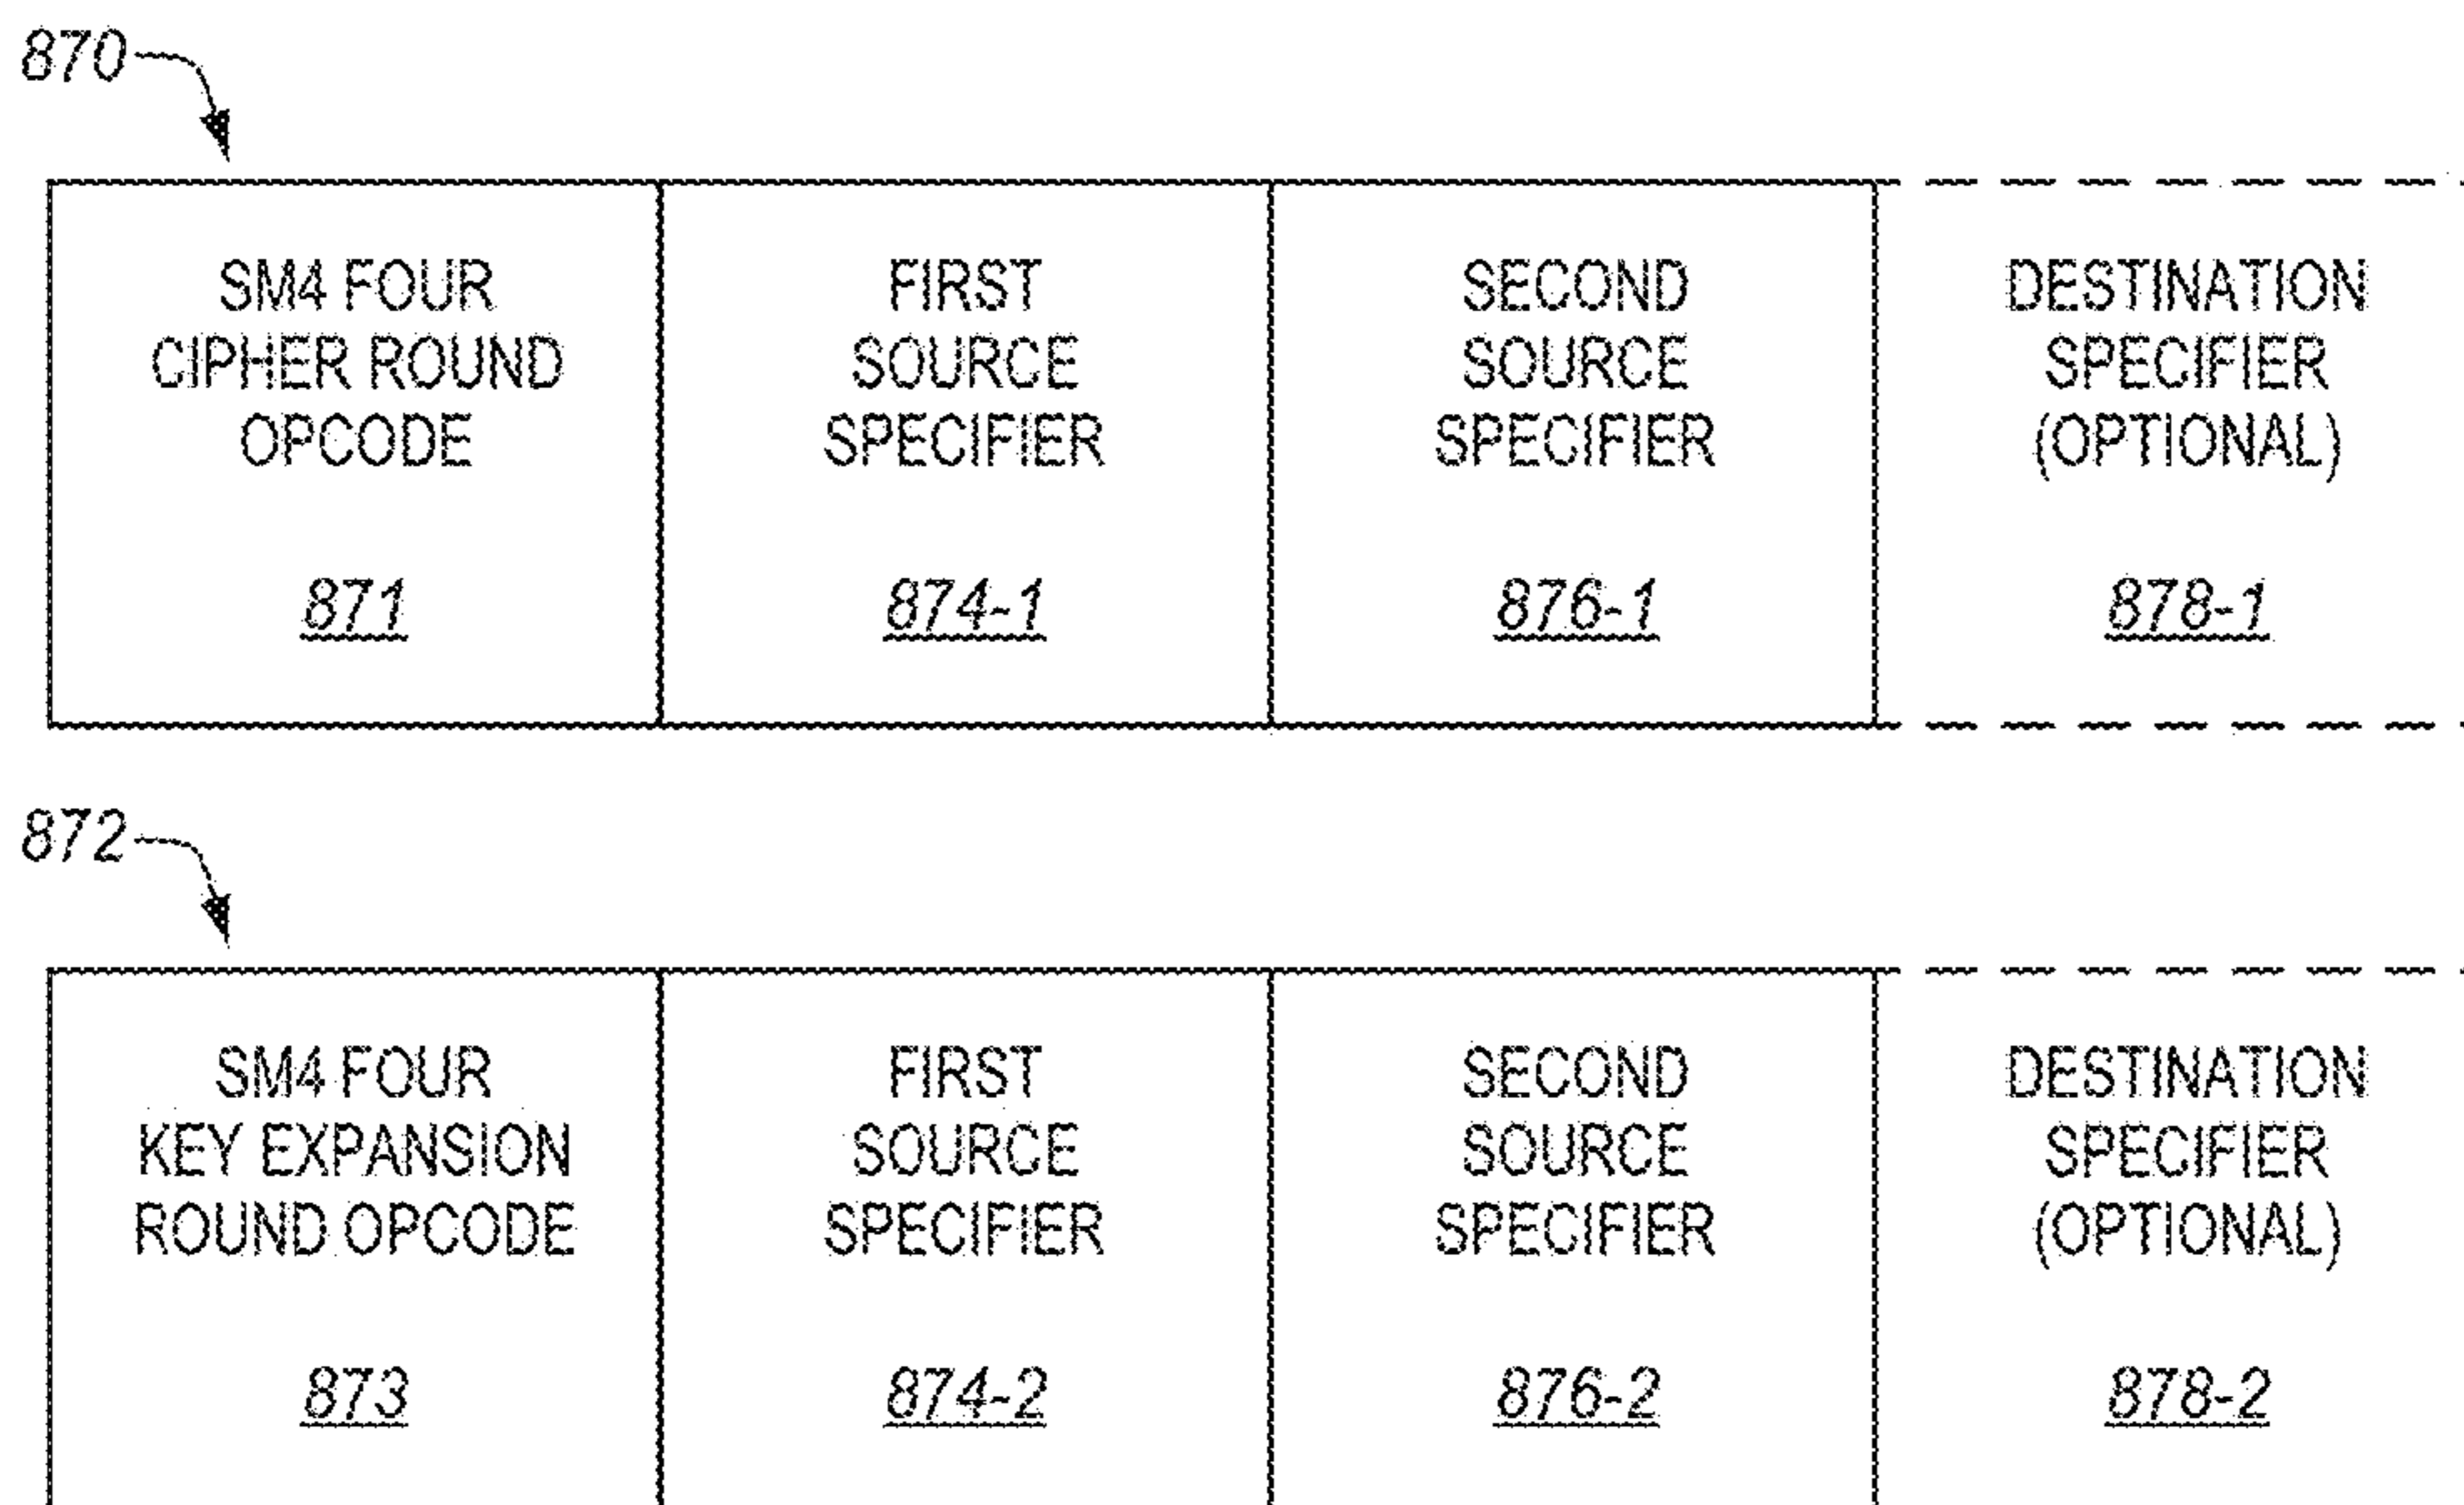 870
SM4 FOUR
CIPHER ROUND
OPCODE
871
FIRST
SOURCE
SPECIFIER
874-1
SECOND
SOURCE
SPECIFIER
876-1
DESTINATION
SPECIFIER
(OPTIONAL)
878-1
872
SM4 FOUR
KEY EXPANSION
ROUND OPCODE
873
FIRST
SOURCE
SPECIFIER
874-2
SECOND
SOURCE
SPECIFIER
876-2
DESTINATION
SPECIFIER
(OPTIONAL)
878-2